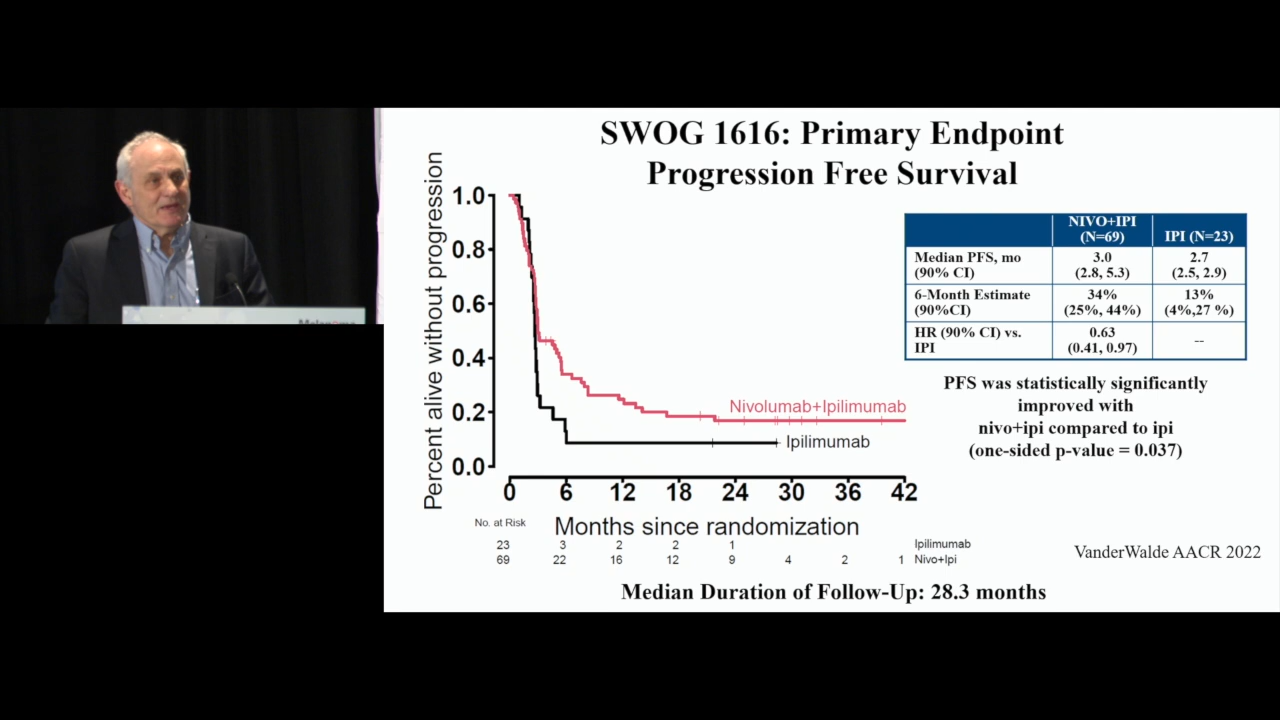 SWOG 1616: Primary Endpoint
Progression Free Survival
Percent alive without progression
1.0
0.8
0.6
0.4
0.2
0.0
Nivolumab+Ipilimumab
Ipilimumab
0 6 12 18 24 30 36 42
Months since randomization
No. at Risk
23 3 2 2 1 Ipilimumab
69 22 16 12 9 4 2 1 Nivo+Ipi
NIVO+IPI
(N=69)
IPI (N=23)
Median PFS, mo
(90% CI)
3.0
(2.8, 5.3)
2.7
(2.5, 2.9)
6-Month Estimate
(90%CI)
34%
(25%, 44%)
13%
(4%,27 %)
HR (90% CI) vs.
IPI
0.63
(0.41, 0.97)
--
PFS was statistically significantly
improved with
nivo+ipi compared to ipi
(one-sided p-value = 0.037)
VanderWalde AACR 2022
Median Duration of Follow-Up: 28.3 months